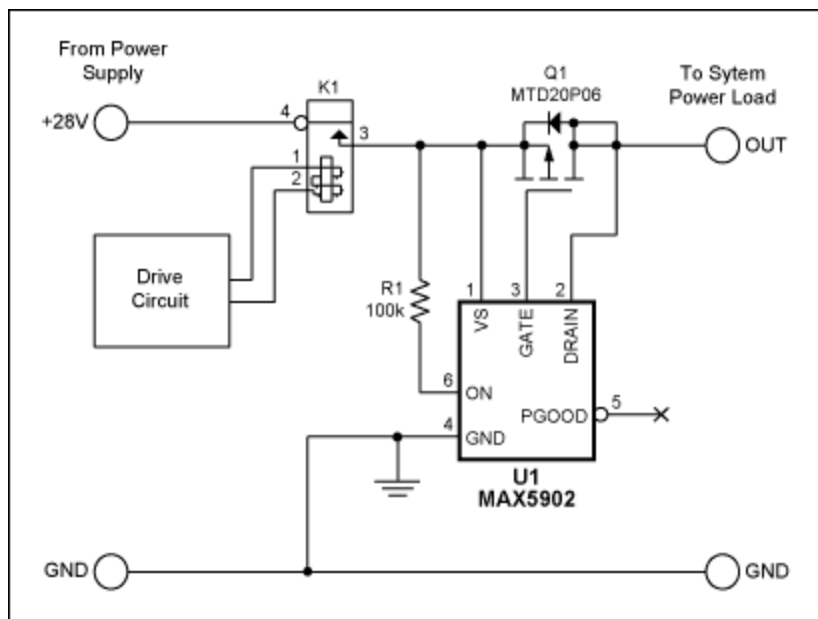 From Power
Supply
+28V
K1
4
3
1
2
Q1
MTD20P06
To Sytem
Power Load
OUT
Drive
Circuit
R1
100k
1
3
2
VS
GATE
DRAIN
6
ON
PGOOD
5
4
GND
U1
MAX5902
GND
GND